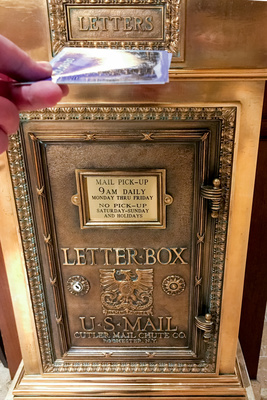 LETTERS
MAIL PICK-UP
9AM DAILY
MONDAY THRU FRIDAY
NO PICK-UP
SATURDAY-SUNDAY
AND HOLIDAYS
LETTER·BOX
U·S·MAIL
CUTLER MAIL CHUTE CO.
ROCHESTER, N.Y.